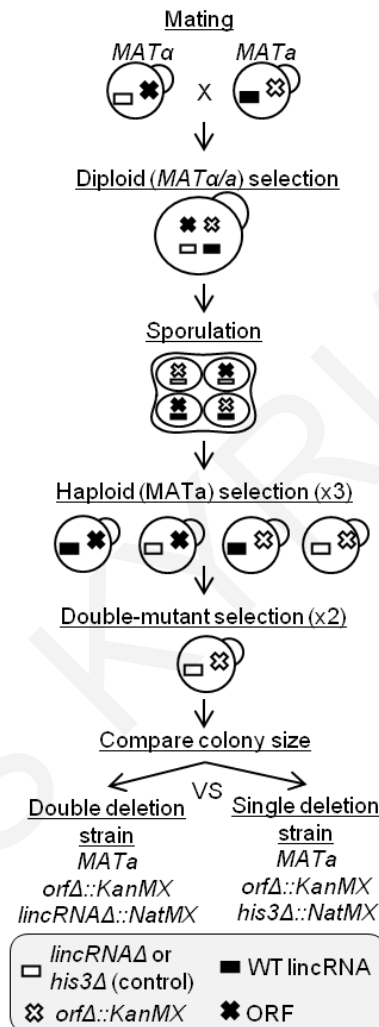 Mating
MATα MATa
X
Diploid (MATα/a) selection
Sporulation
Haploid (MATa) selection (x3)
Double-mutant selection (x2)
Compare colony size
VS
Double deletion Single deletion
strain strain
MATa MATa
orfΔ::KanMX orfΔ::KanMX
lincRNAΔ::NatMX his3Δ::NatMX
lincRNAΔ or WT lincRNA
his3Δ (control)
orfΔ::KanMX ORF